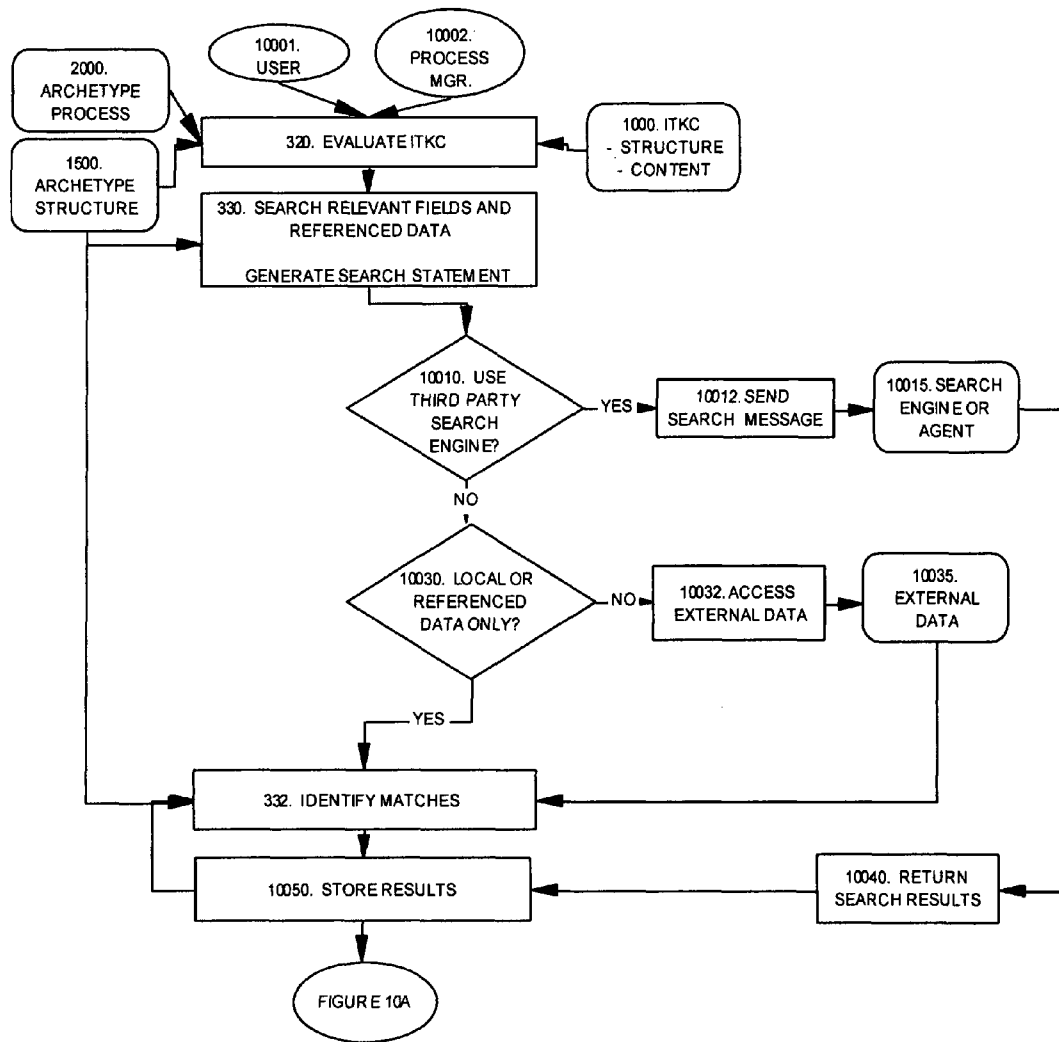 10001.
USER
10002.
PROCESS
MGR.
2000.
ARCHETYPE
PROCESS
320. EVALUATE ITKC
1000. ITKC
- STRUCTURE
- CONTENT
1500.
ARCHETYPE
STRUCTURE
330. SEARCH RELEVANT FIELDS AND
REFERENCED DATA
GENERATE SEARCH STATEMENT
10010. USE
THIRD PARTY
SEARCH
ENGINE?
YES
10012. SEND
SEARCH MESSAGE
10015. SEARCH
ENGINE OR
AGENT
NO
10030. LOCAL OR
REFERENCED
DATA ONLY?
NO
10032. ACCESS
EXTERNAL DATA
10035.
EXTERNAL
DATA
YES
332. IDENTIFY MATCHES
10050. STORE RESULTS
10040. RETURN
SEARCH RESULTS
FIGURE 10A